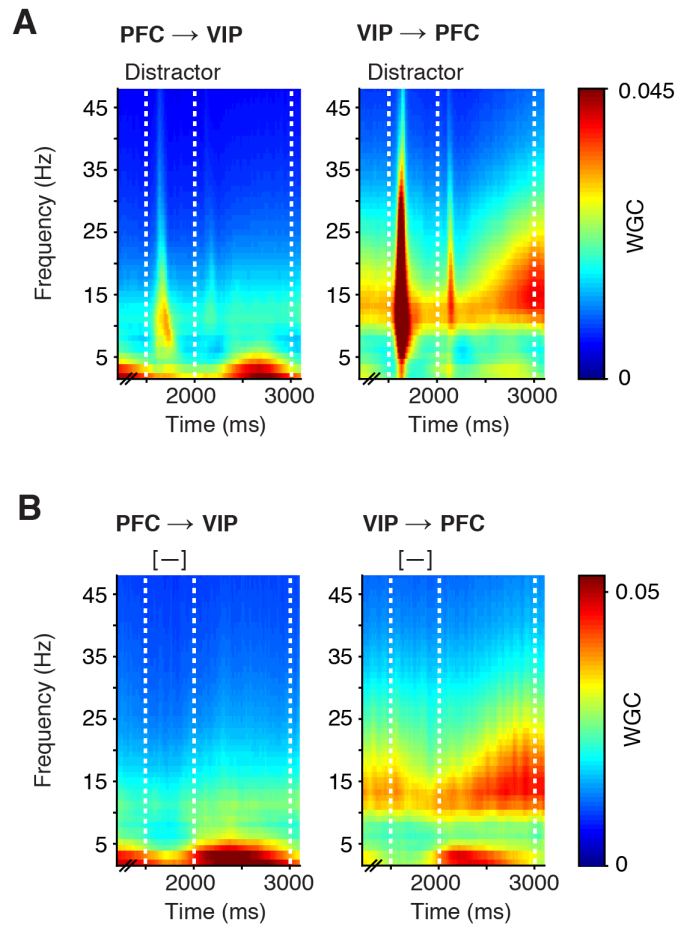 A
PFC → VIP
VIP → PFC
Distractor
Distractor
45
35
25
15
5
Frequency (Hz)
2000
3000
Time (ms)
45
35
25
15
5
2000
3000
Time (ms)
0.045
WGC
0
B
PFC → VIP
VIP → PFC
[—]
[—]
45
35
25
15
5
Frequency (Hz)
2000
3000
Time (ms)
45
35
25
15
5
2000
3000
Time (ms)
0.05
WGC
0